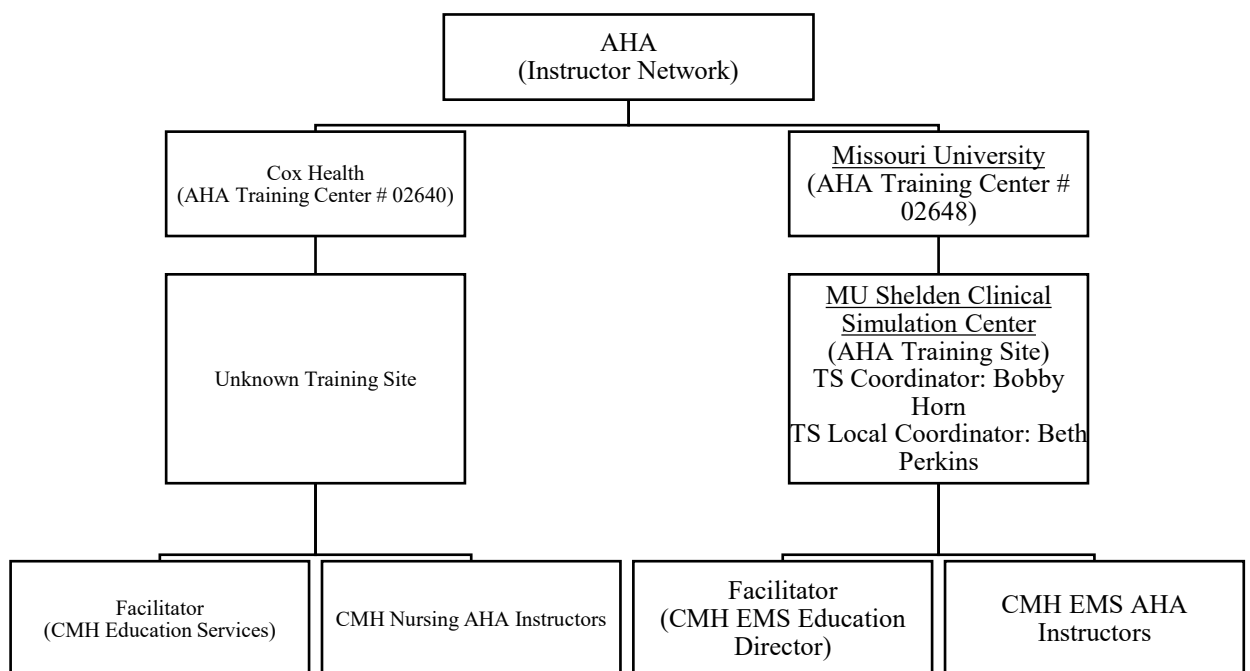 AHA
(Instructor Network)
Cox Health
(AHA Training Center # 02640)
Missouri University
(AHA Training Center #
02648)
Unknown Training Site
MU Shelden Clinical
Simulation Center
(AHA Training Site)
TS Coordinator: Bobby
Horn
TS Local Coordinator: Beth
Perkins
Facilitator
(CMH Education Services)
CMH Nursing AHA Instructors
Facilitator
(CMH EMS Education
Director)
CMH EMS AHA
Instructors